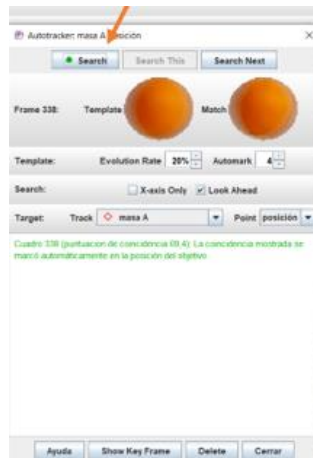 Autotracker: masa A posición
Search Search This Search Next
Frame 338: Template Match
Template: Evolution Rate 20% Automark 4
Search: X-axis Only Look Ahead
Target: Track masa A Point posición
Cuadro 338 (puntuacion de coincidencia 69,4). La coincidencia mostrada se
marcó automáticamente en la posición del objetivo
Ayuda Show Key Frame Delete Cerrar